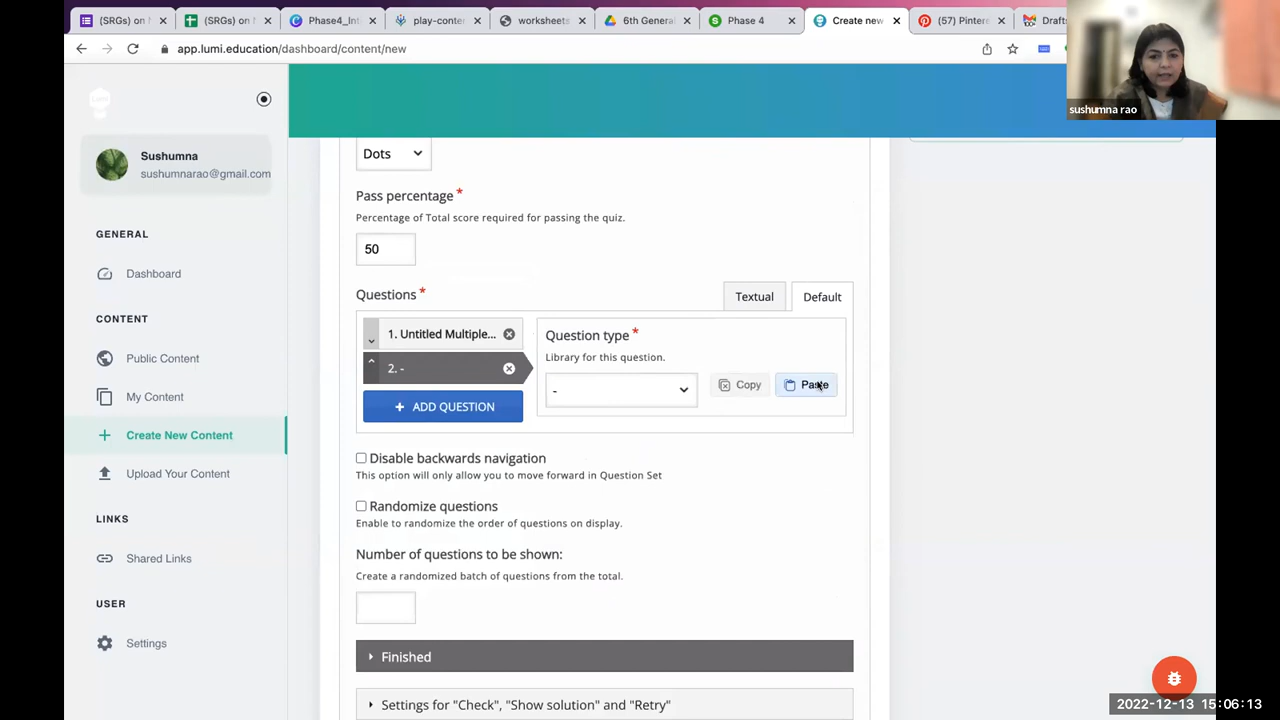 (SRGs) on N
(SRGs) on N
Phase4_Int
play-conten
worksheets
6th General
Phase 4
Create new
(57) Pintere
Drafts
app.lumi.education/dashboard/content/new
sushumna rao
Sushumna
sushumnarao@gmail.com
GENERAL
Dashboard
CONTENT
Public Content
My Content
Create New Content
Upload Your Content
LINKS
Shared Links
USER
Settings
Dots
Pass percentage *
Percentage of Total score required for passing the quiz.
50
Questions *
Textual
Default
1. Untitled Multiple...
2. -
+ ADD QUESTION
Question type *
Library for this question.
-
Copy
Paste
Disable backwards navigation
This option will only allow you to move forward in Question Set
Randomize questions
Enable to randomize the order of questions on display.
Number of questions to be shown:
Create a randomized batch of questions from the total.
Finished
Settings for "Check", "Show solution" and "Retry"
2022-12-13 15:06:13